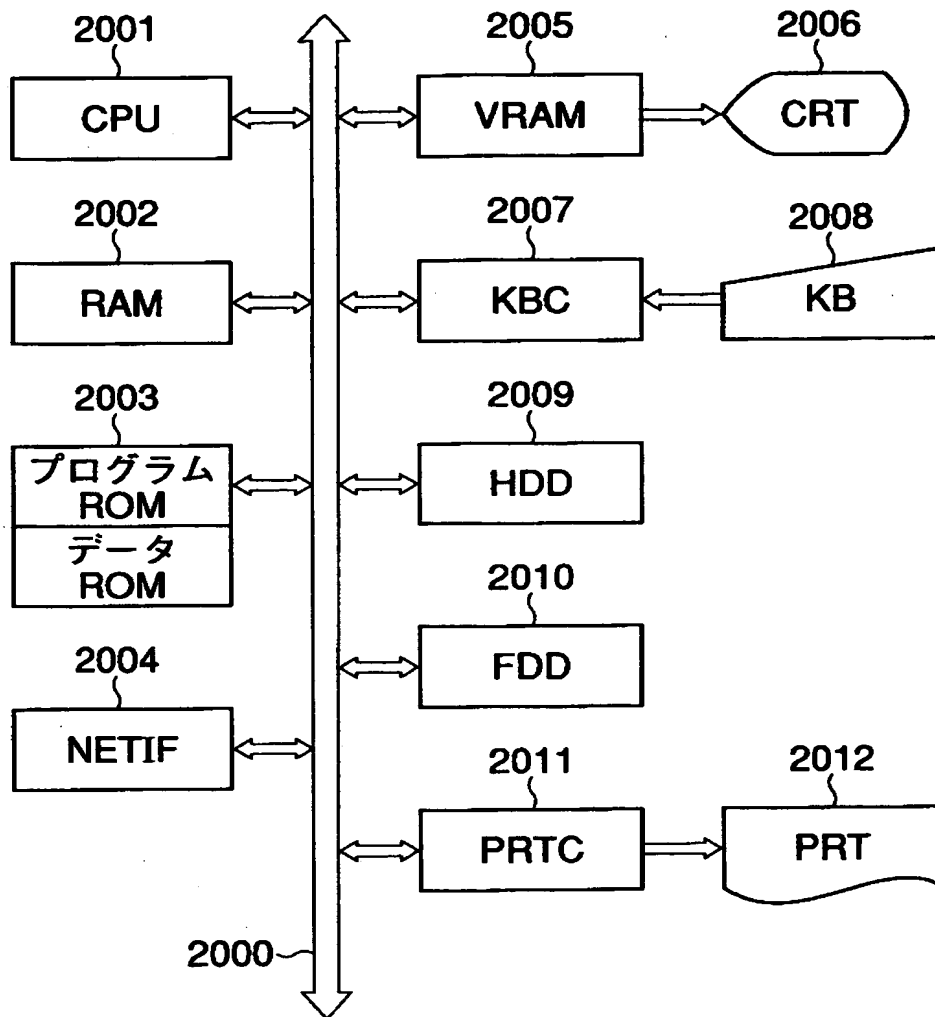 2001
CPU
2002
RAM
2003
プログラム
ROM
データ
ROM
2004
NETIF
2000
2005
VRAM
2006
CRT
2007
KBC
2008
KB
2009
HDD
2010
FDD
2011
PRTC
2012
PRT